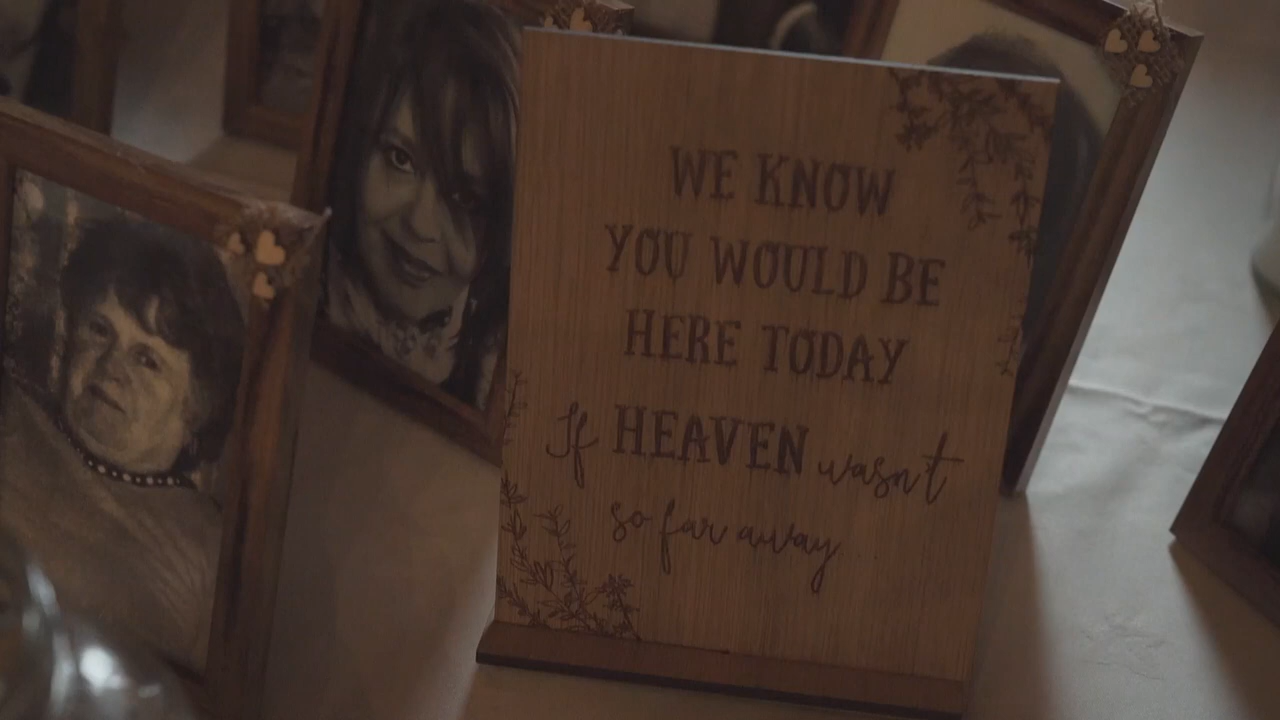 WE KNOW
YOU WOULD BE
HERE TODAY
If HEAVEN wasn't
so far away